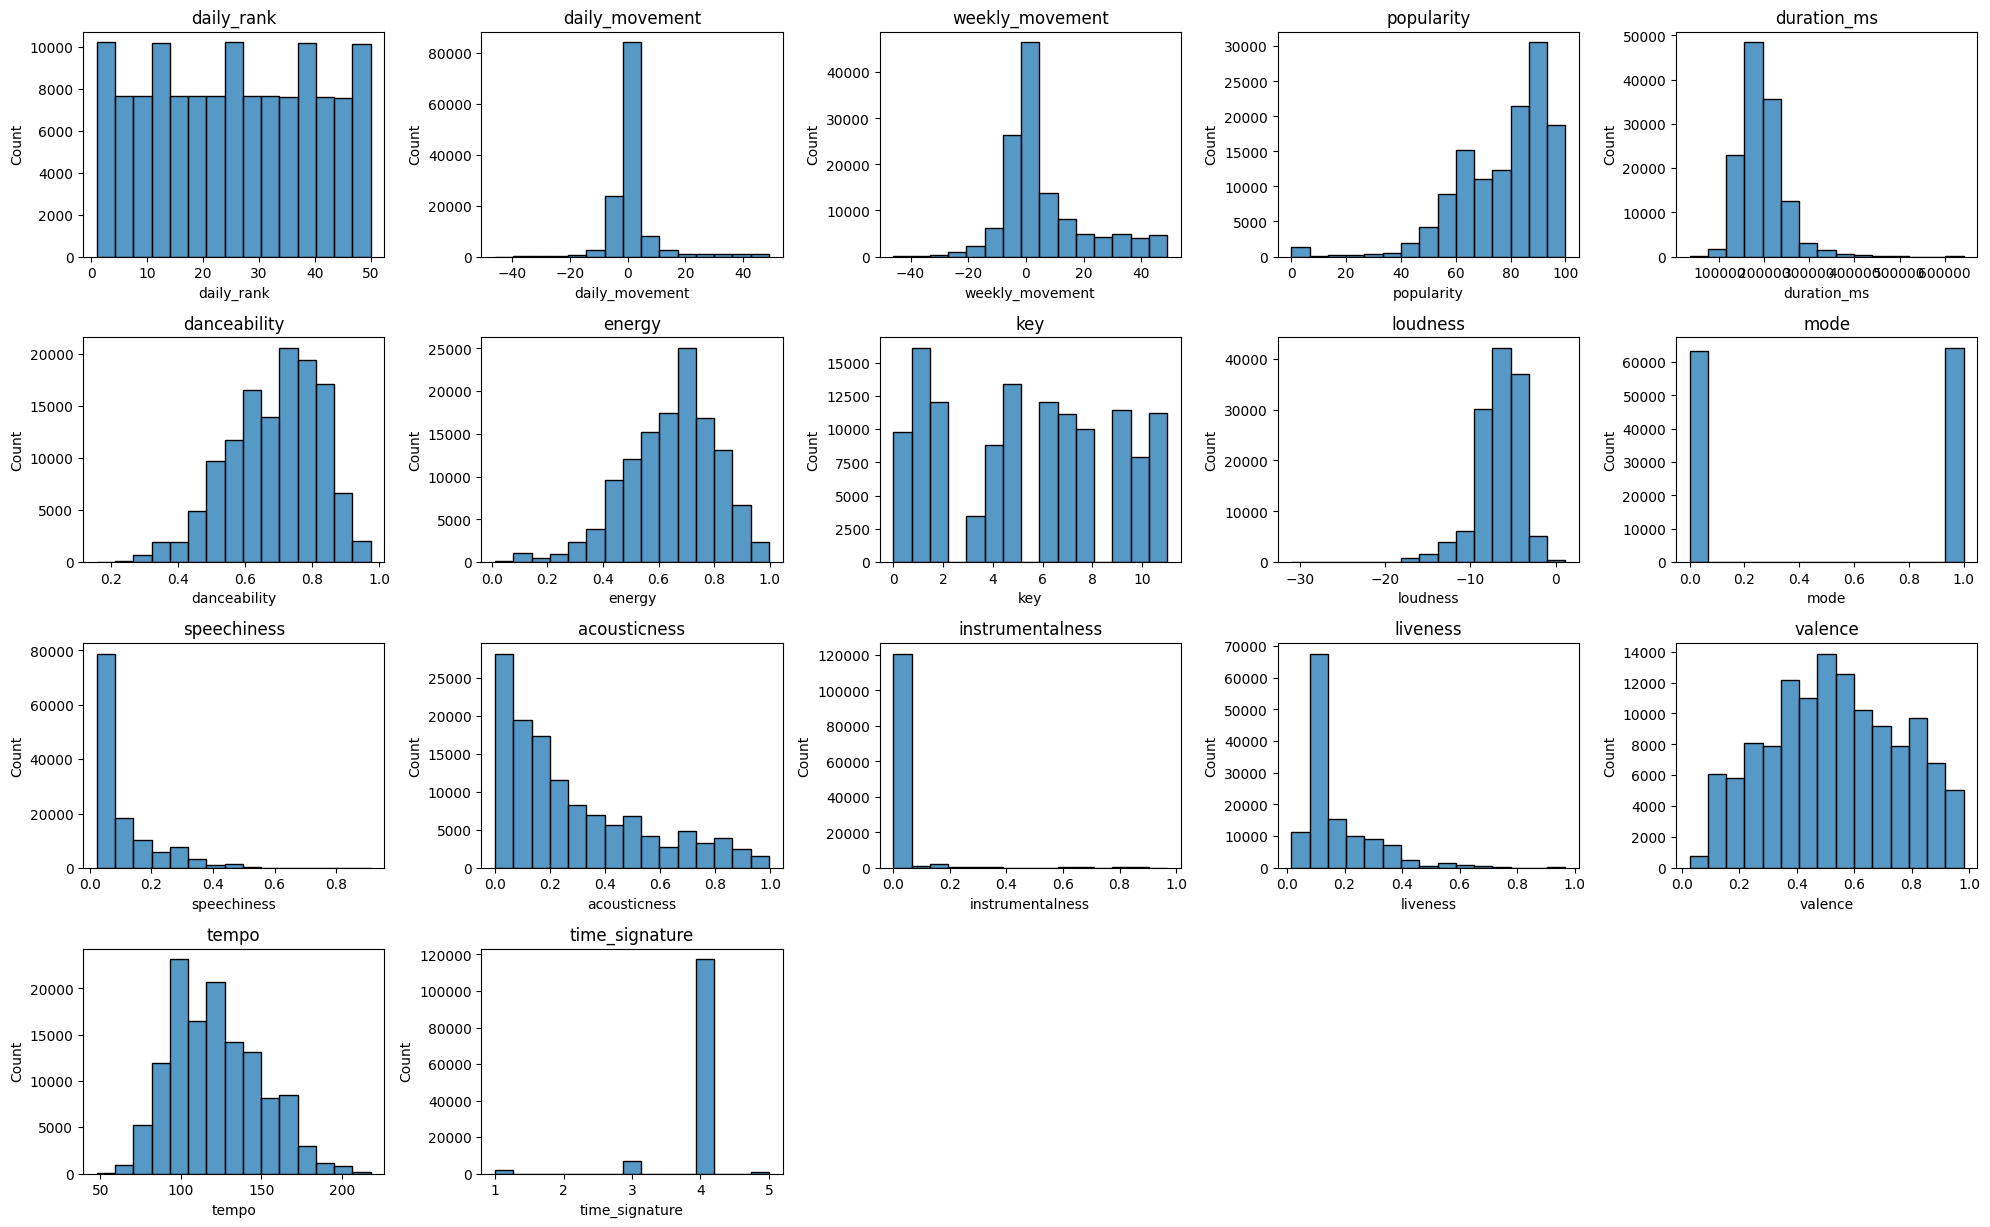 daily_rank
daily_movement
weekly_movement
popularity
duration_ms
Count
10000
8000
6000
4000
2000
0
0 10 20 30 40 50
daily_rank
Count
80000
60000
40000
20000
0
−40 −20 0 20 40
daily_movement
Count
40000
30000
20000
10000
0
−40 −20 0 20 40
weekly_movement
Count
30000
25000
20000
15000
10000
5000
0
0 20 40 60 80 100
popularity
Count
50000
40000
30000
20000
10000
0
100000 200000 300000 400000 500000 600000
duration_ms
danceability
energy
key
loudness
mode
Count
20000
15000
10000
5000
0
0.2 0.4 0.6 0.8 1.0
danceability
Count
25000
20000
15000
10000
5000
0
0.0 0.2 0.4 0.6 0.8 1.0
energy
Count
15000
12500
10000
7500
5000
2500
0
0 2 4 6 8 10
key
Count
40000
30000
20000
10000
0
−30 −20 −10 0
loudness
Count
60000
50000
40000
30000
20000
10000
0
0.0 0.2 0.4 0.6 0.8 1.0
mode
speechiness
acousticness
instrumentalness
liveness
valence
Count
80000
60000
40000
20000
0
0.0 0.2 0.4 0.6 0.8
speechiness
Count
25000
20000
15000
10000
5000
0
0.0 0.2 0.4 0.6 0.8 1.0
acousticness
Count
120000
100000
80000
60000
40000
20000
0
0.0 0.2 0.4 0.6 0.8 1.0
instrumentalness
Count
70000
60000
50000
40000
30000
20000
10000
0
0.0 0.2 0.4 0.6 0.8 1.0
liveness
Count
14000
12000
10000
8000
6000
4000
2000
0
0.0 0.2 0.4 0.6 0.8 1.0
valence
tempo
time_signature
Count
20000
15000
10000
5000
0
50 100 150 200
tempo
Count
120000
100000
80000
60000
40000
20000
0
1 2 3 4 5
time_signature